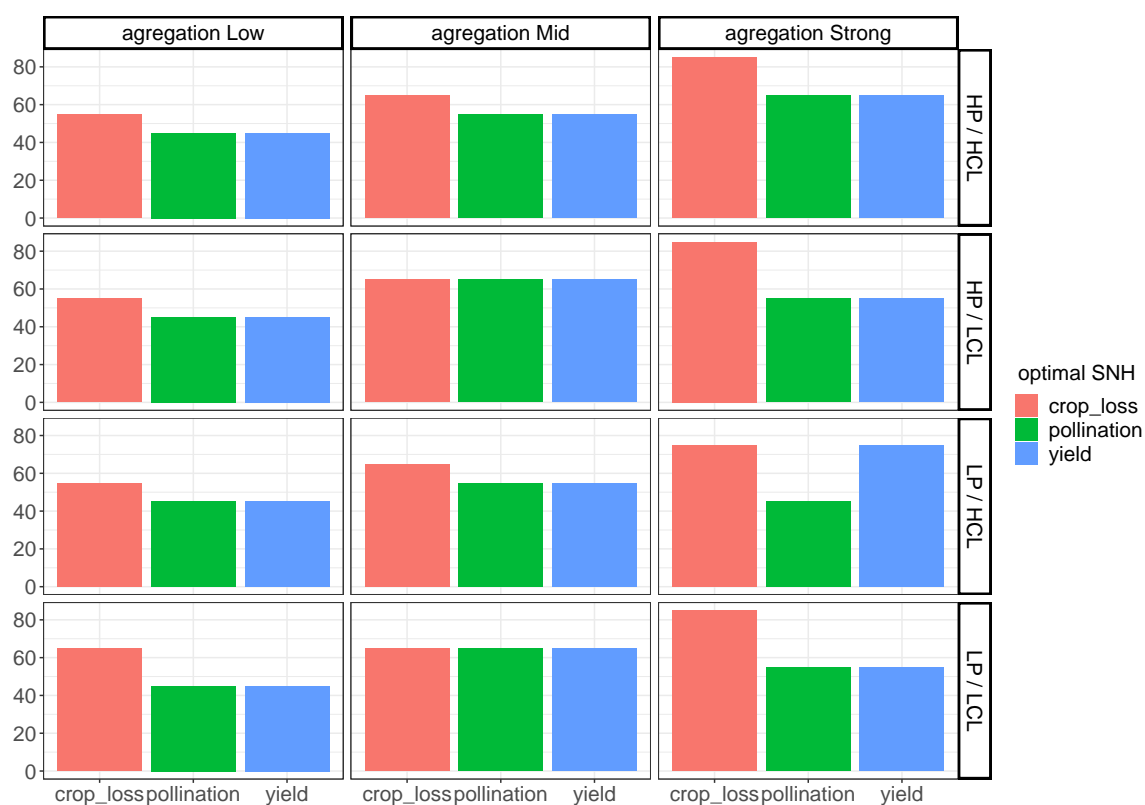 agregation Low agregation Mid agregation Strong
80
60
40
20
0
HP / HCL
80
60
40
20
0
HP / LCL
80
60
40
20
0
LP / HCL
80
60
40
20
0
LP / LCL
crop_loss pollination yield crop_loss pollination yield crop_loss pollination yield
optimal SNH
crop_loss
pollination
yield